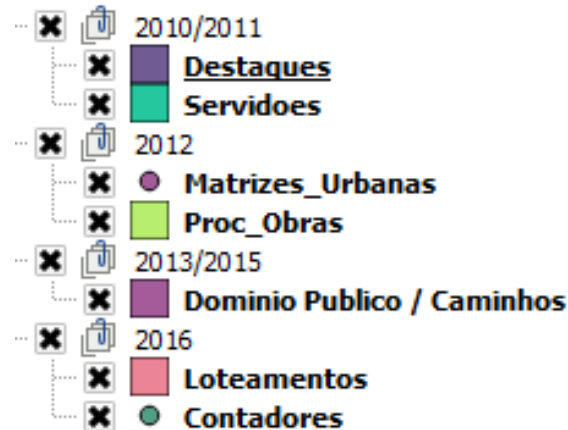 2010/2011
Destaques
Servidoes
2012
Matrizes_Urbanas
Proc_Obras
2013/2015
Dominio Publico / Caminhos
2016
Loteamentos
Contadores